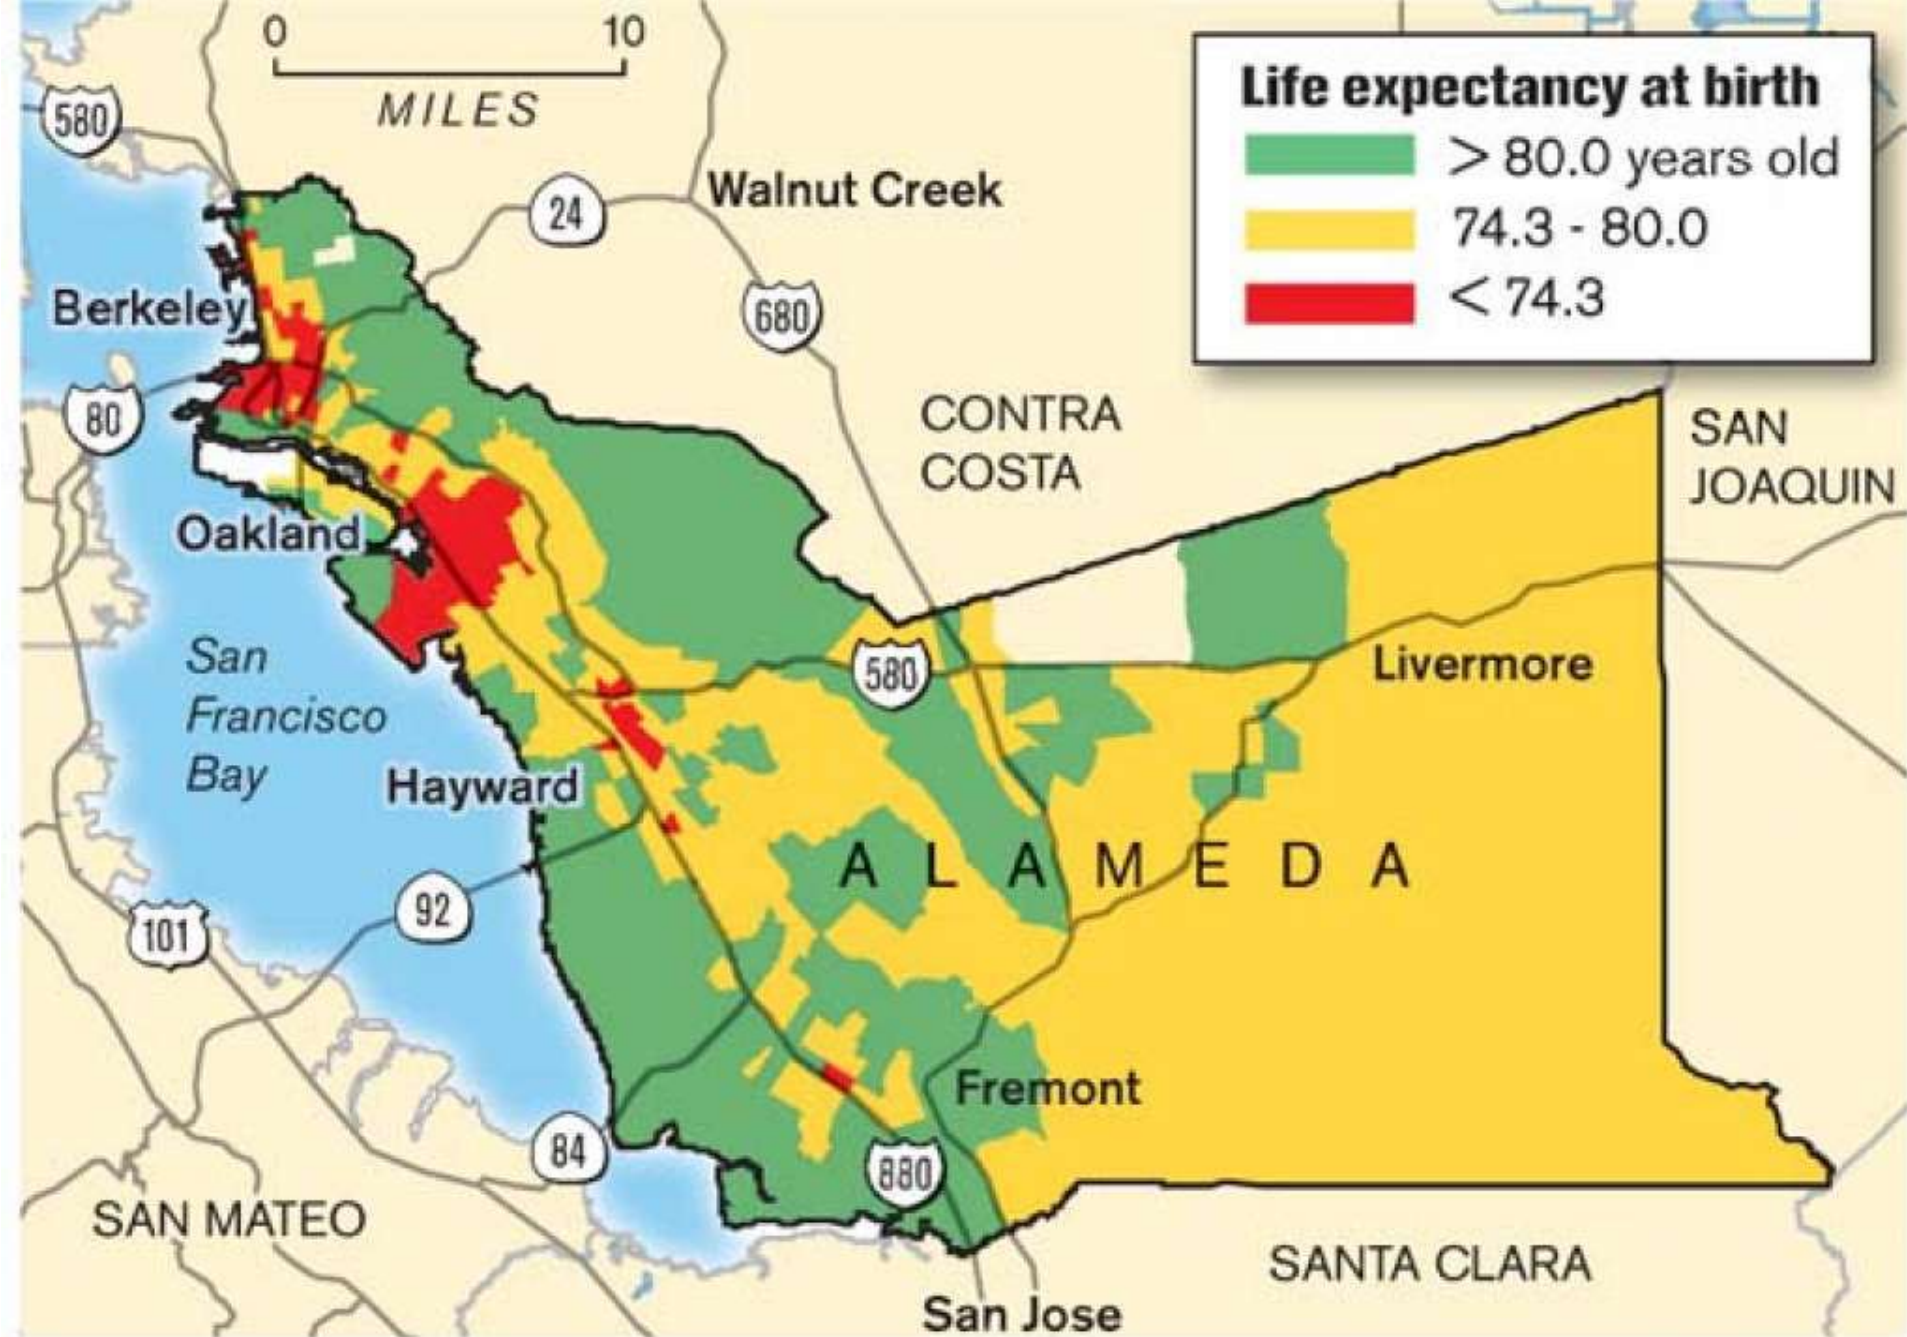 0 10
MILES
Life expectancy at birth
> 80.0 years old
74.3 - 80.0
< 74.3
580
24
Walnut Creek
680
Berkeley
80
CONTRA
COSTA
SAN
JOAQUIN
Oakland
San
Francisco
Bay
580
Livermore
Hayward
ALAMEDA
92
101
Fremont
84
880
SAN MATEO
SANTA CLARA
San Jose